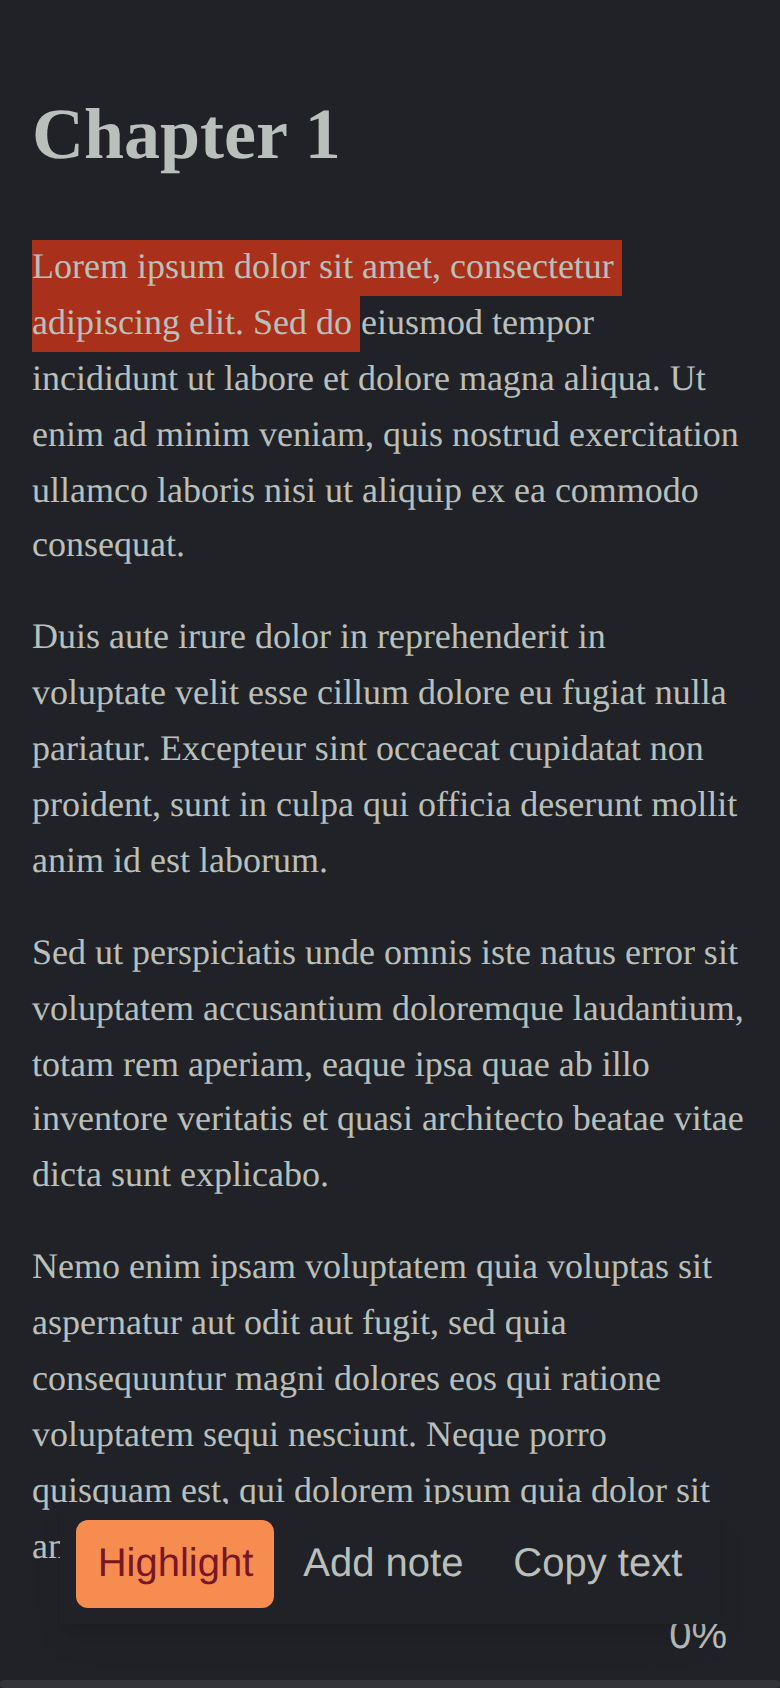 Chapter 1
Lorem ipsum dolor sit amet, consectetur
adipiscing elit. Sed do eiusmod tempor
incididunt ut labore et dolore magna aliqua. Ut
enim ad minim veniam, quis nostrud exercitation
ullamco laboris nisi ut aliquip ex ea commodo
consequat.
Duis aute irure dolor in reprehenderit in
voluptate velit esse cillum dolore eu fugiat nulla
pariatur. Excepteur sint occaecat cupidatat non
proident, sunt in culpa qui officia deserunt mollit
anim id est laborum.
Sed ut perspiciatis unde omnis iste natus error sit
voluptatem accusantium doloremque laudantium,
totam rem aperiam, eaque ipsa quae ab illo
inventore veritatis et quasi architecto beatae vitae
dicta sunt explicabo.
Nemo enim ipsam voluptatem quia voluptas sit
aspernatur aut odit aut fugit, sed quia
consequuntur magni dolores eos qui ratione
voluptatem sequi nesciunt. Neque porro
quisquam est, qui dolorem ipsum quia dolor sit
Highlight Add note Copy text
0%